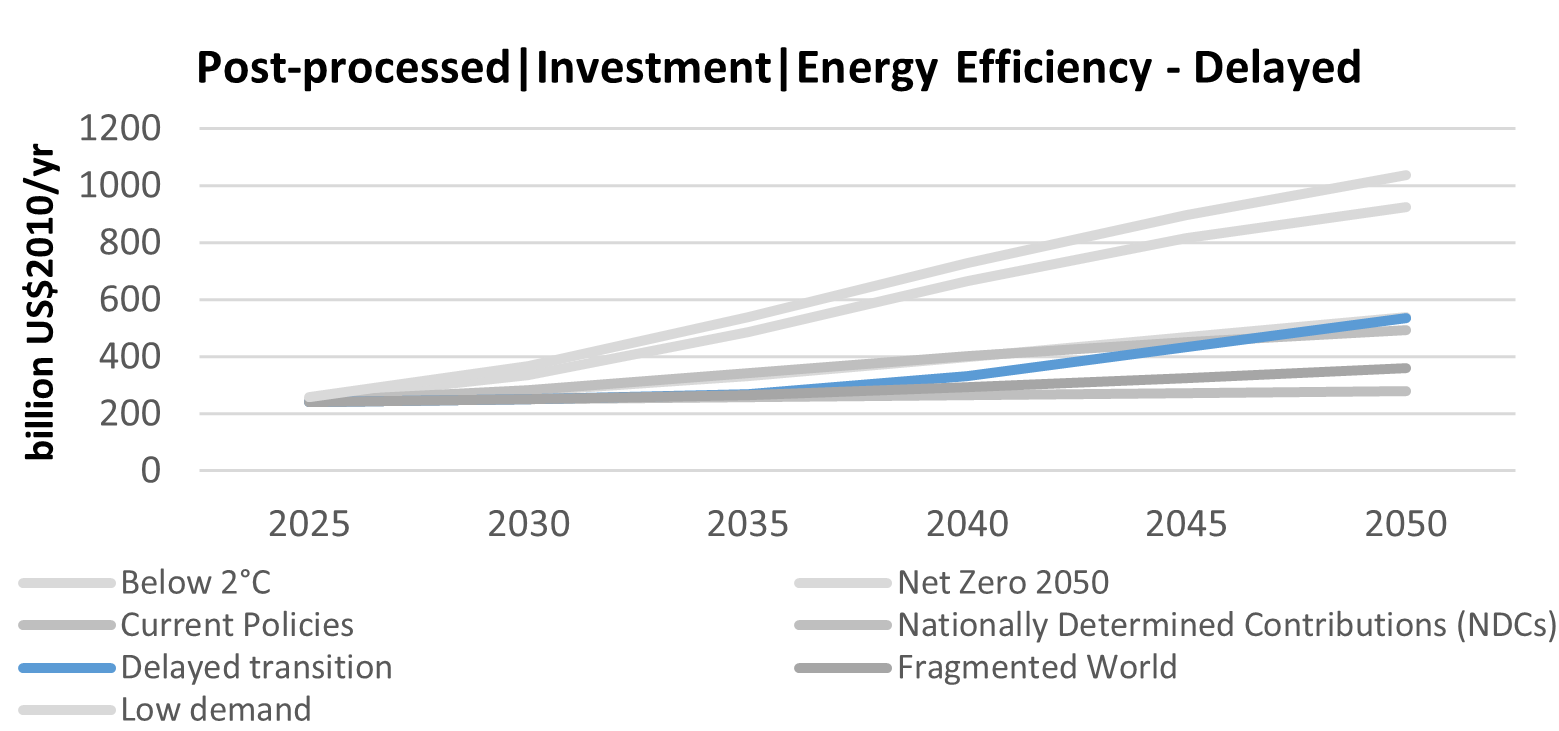 Post-processed|Investment|Energy Efficiency - Delayed
billion US$2010/yr
1200
1000
800
600
400
200
0
2025 2030 2035 2040 2045 2050
Below 2°C Net Zero 2050
Current Policies Nationally Determined Contributions (NDCs)
Delayed transition Fragmented World
Low demand